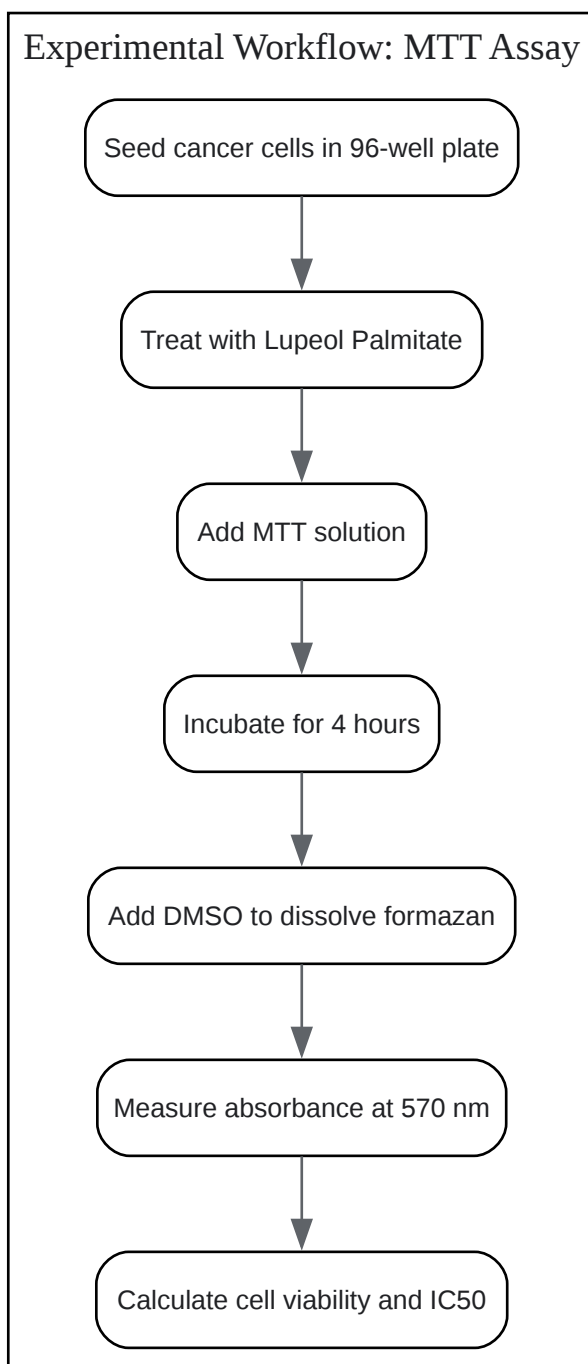 Experimental Workflow: MTT Assay
Seed cancer cells in 96-well plate
Treat with Lupeol Palmitate
Add MTT solution
Incubate for 4 hours
Add DMSO to dissolve formazan
Measure absorbance at 570 nm
Calculate cell viability and IC50